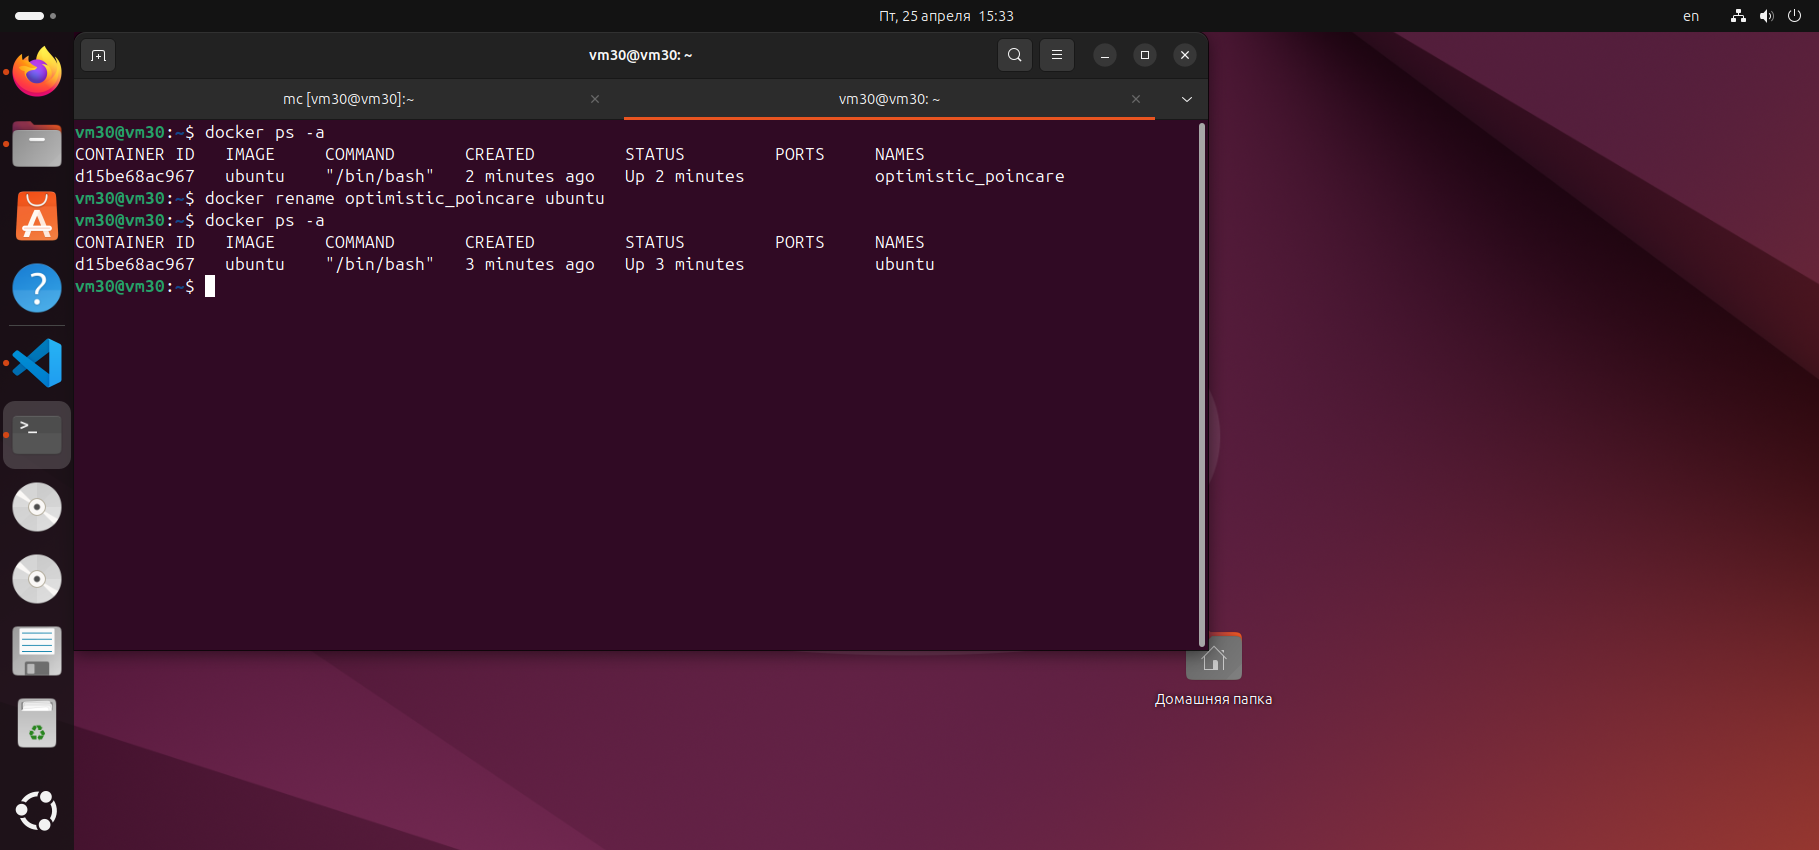 Пт, 25 апреля 15:33
en
vm30@vm30: ~
mc [vm30@vm30]:~
vm30@vm30: ~
vm30@vm30:~$ docker ps -a
CONTAINER ID   IMAGE     COMMAND       CREATED         STATUS         PORTS     NAMES
d15be68ac967   ubuntu    "/bin/bash"   2 minutes ago   Up 2 minutes             optimistic_poincare
vm30@vm30:~$ docker rename optimistic_poincare ubuntu
vm30@vm30:~$ docker ps -a
CONTAINER ID   IMAGE     COMMAND       CREATED         STATUS         PORTS     NAMES
d15be68ac967   ubuntu    "/bin/bash"   3 minutes ago   Up 3 minutes             ubuntu
vm30@vm30:~$
Домашняя папка